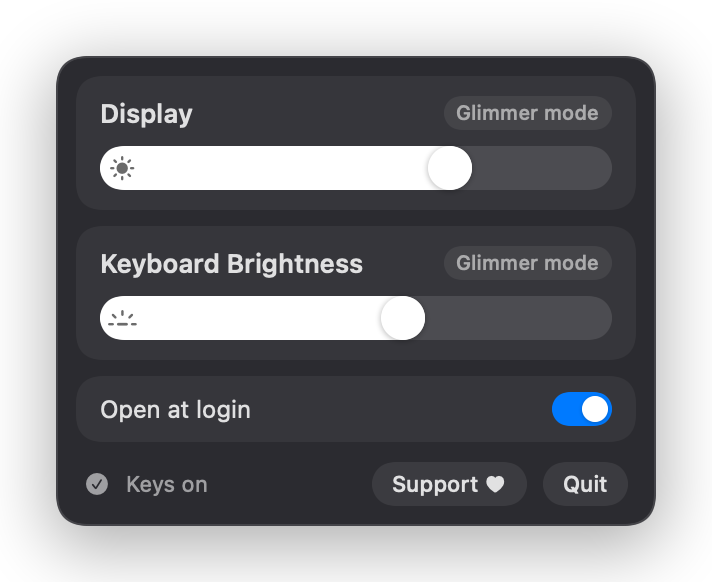 Display
Glimmer mode
Keyboard Brightness
Glimmer mode
Open at login
Keys on
Support
Quit